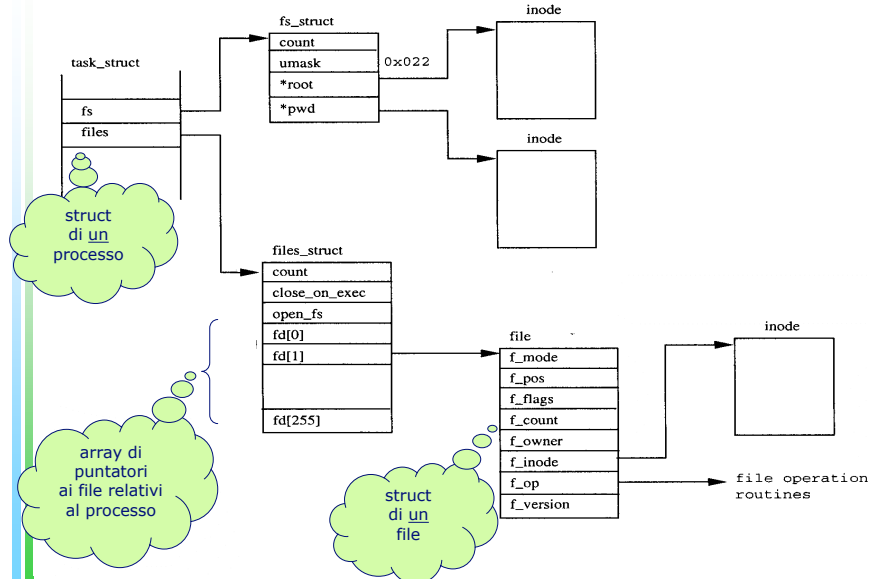 fs_struct
inode
count
umask
0x022
*root
*pwd
task_struct
fs
files
inode
struct
di un
processo
files_struct
count
close_on_exec
open_fs
fd[0]
fd[1]
fd[255]
file
f_mode
f_pos
f_flags
f_count
f_owner
f_inode
f_op
f_version
inode
file operation
routines
array di
puntatori
ai file relativi
al processo
struct
di un
file